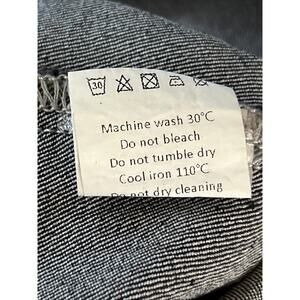 30
Machine wash 30°C
Do not bleach
Do not tumble dry
Cool iron 110°C
Do not dry cleaning